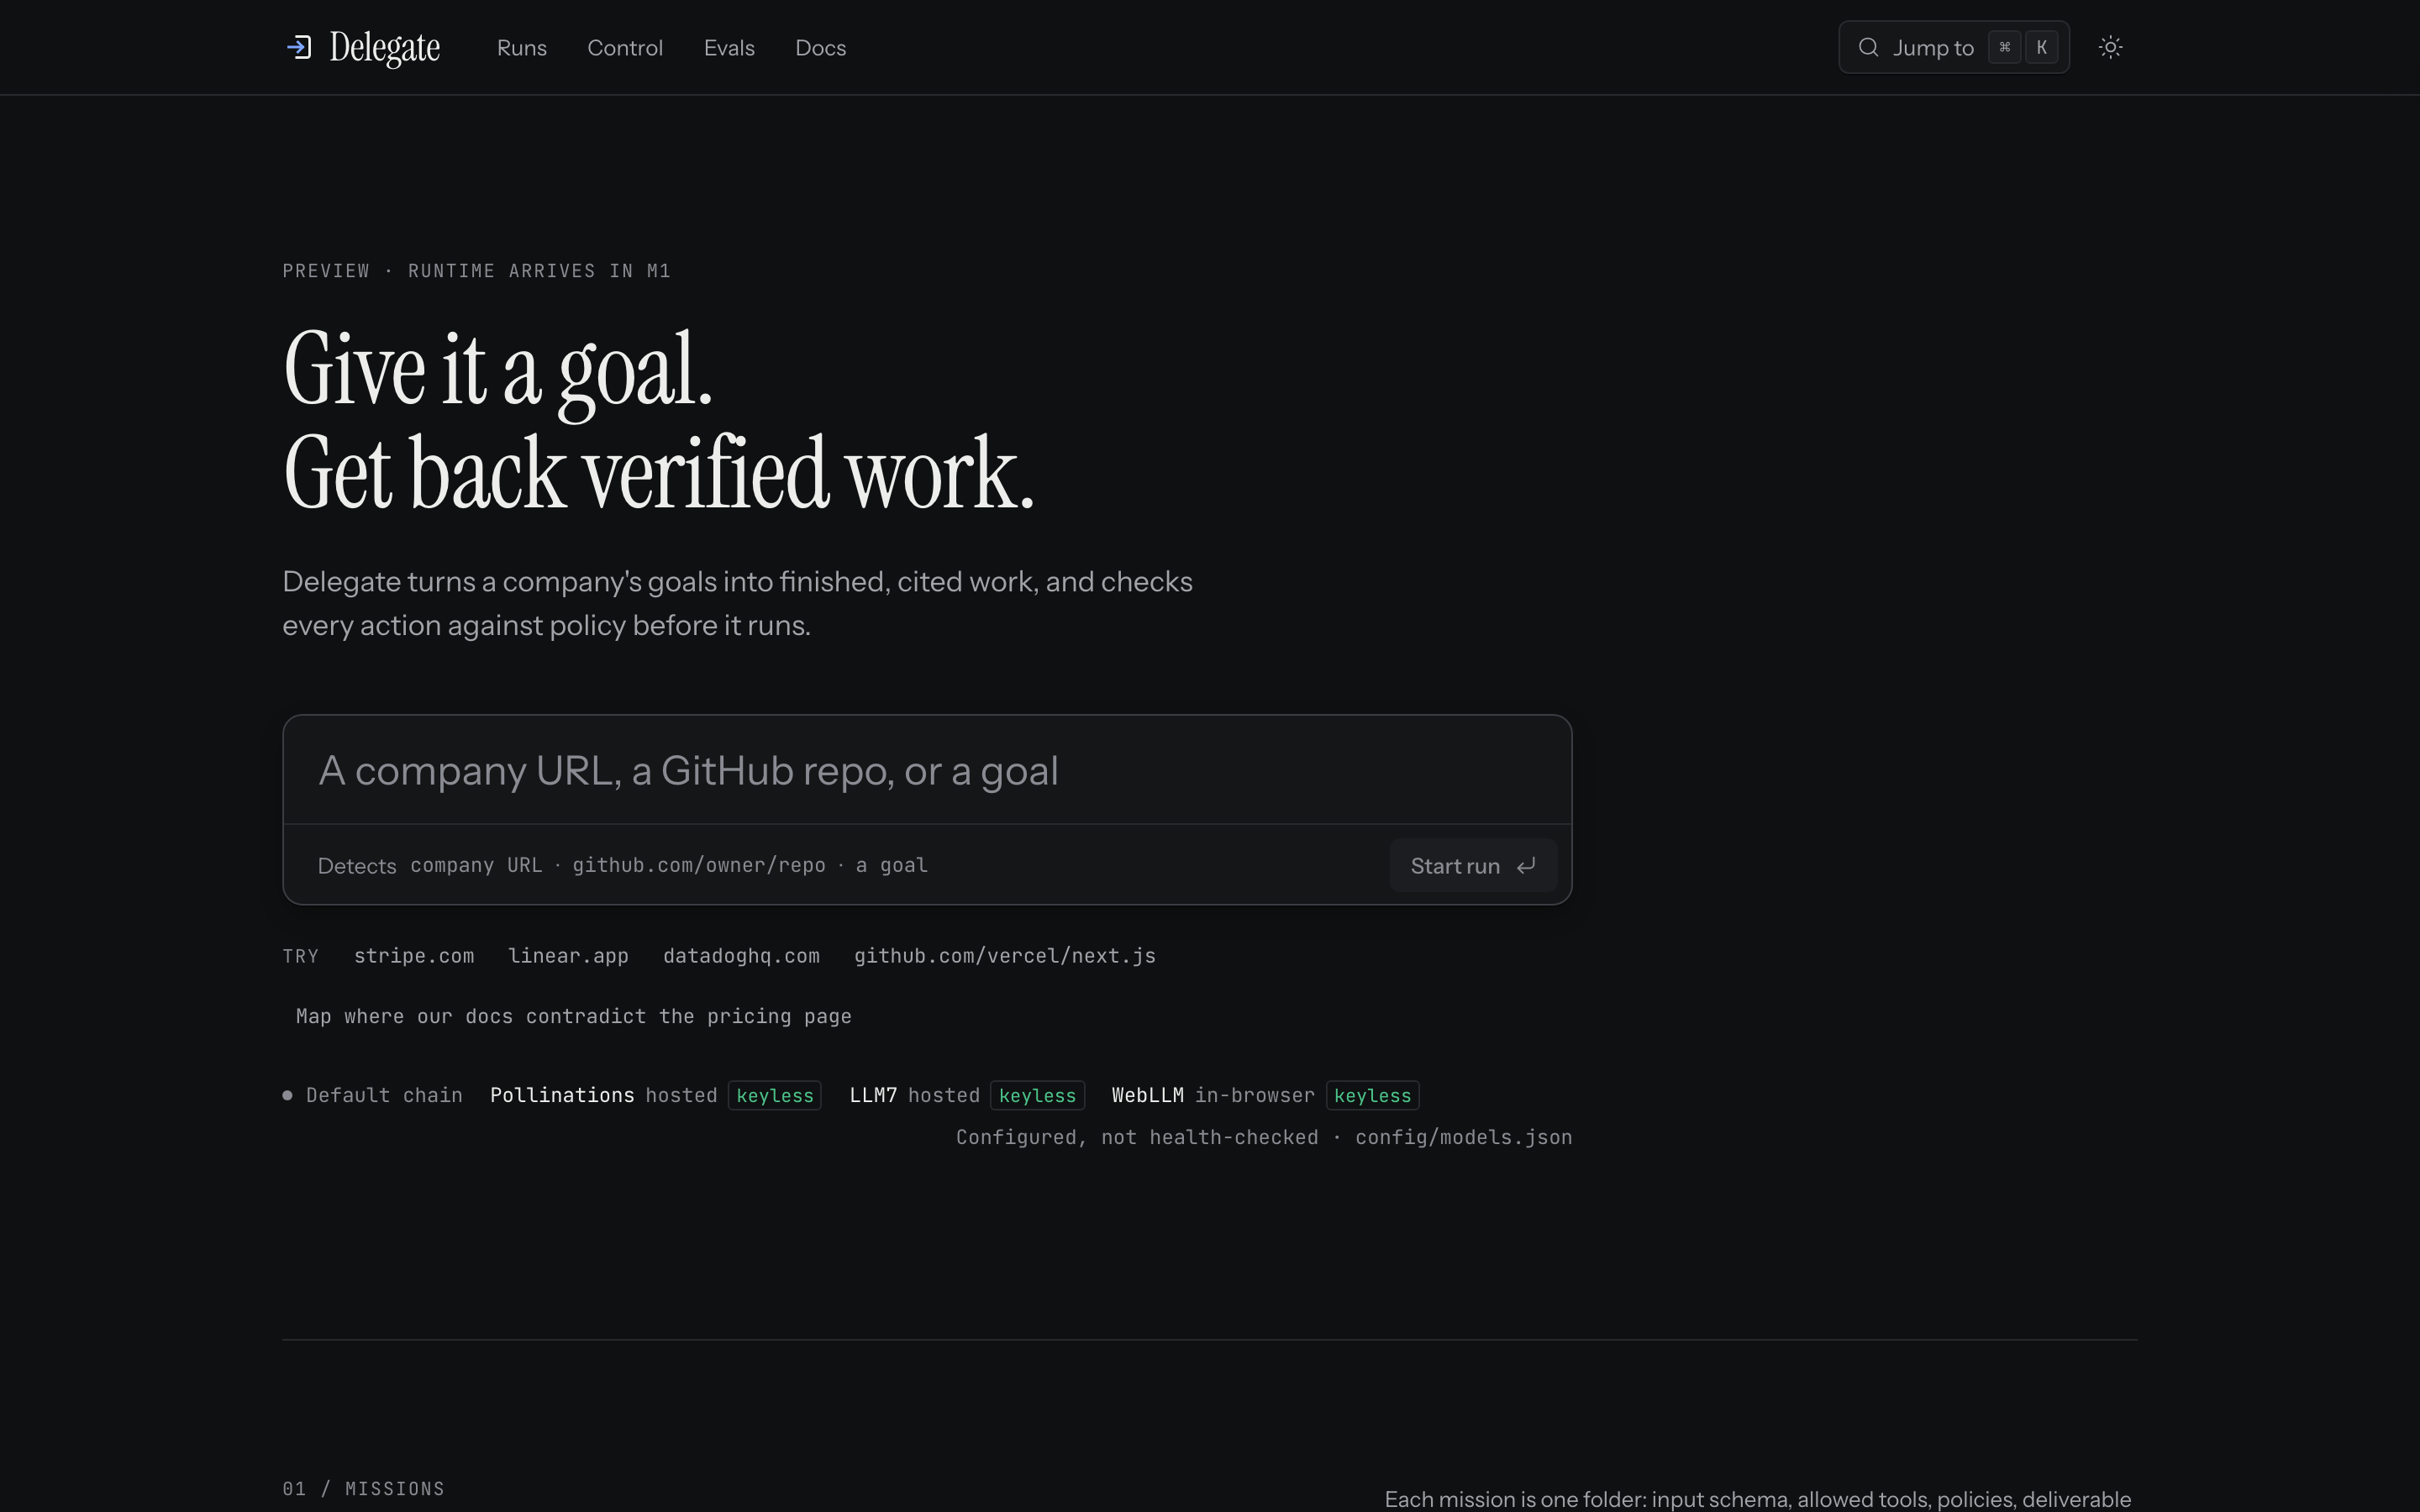 Delegate Runs Control Evals Docs Jump to ⌘ K
PREVIEW · RUNTIME ARRIVES IN M1
Give it a goal.
Get back verified work.
Delegate turns a company's goals into finished, cited work, and checks
every action against policy before it runs.
A company URL, a GitHub repo, or a goal
Detects company URL · github.com/owner/repo · a goal Start run
TRY stripe.com linear.app datadoghq.com github.com/vercel/next.js
Map where our docs contradict the pricing page
Default chain Pollinations hosted keyless LLM7 hosted keyless WebLLM in-browser keyless
Configured, not health-checked · config/models.json
01 / MISSIONS
Each mission is one folder: input schema, allowed tools, policies, deliverable